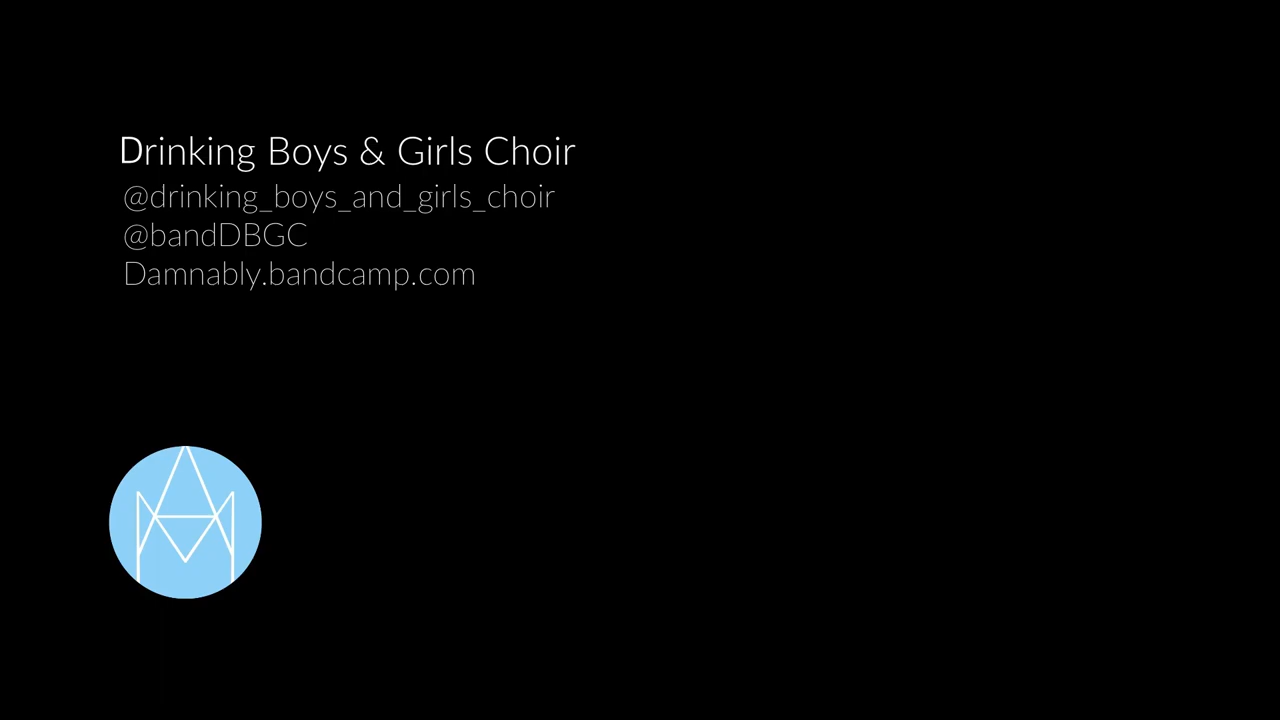 Drinking Boys & Girls Choir
@drinking_boys_and_girls_choir
@bandDBGC
Damnably.bandcamp.com